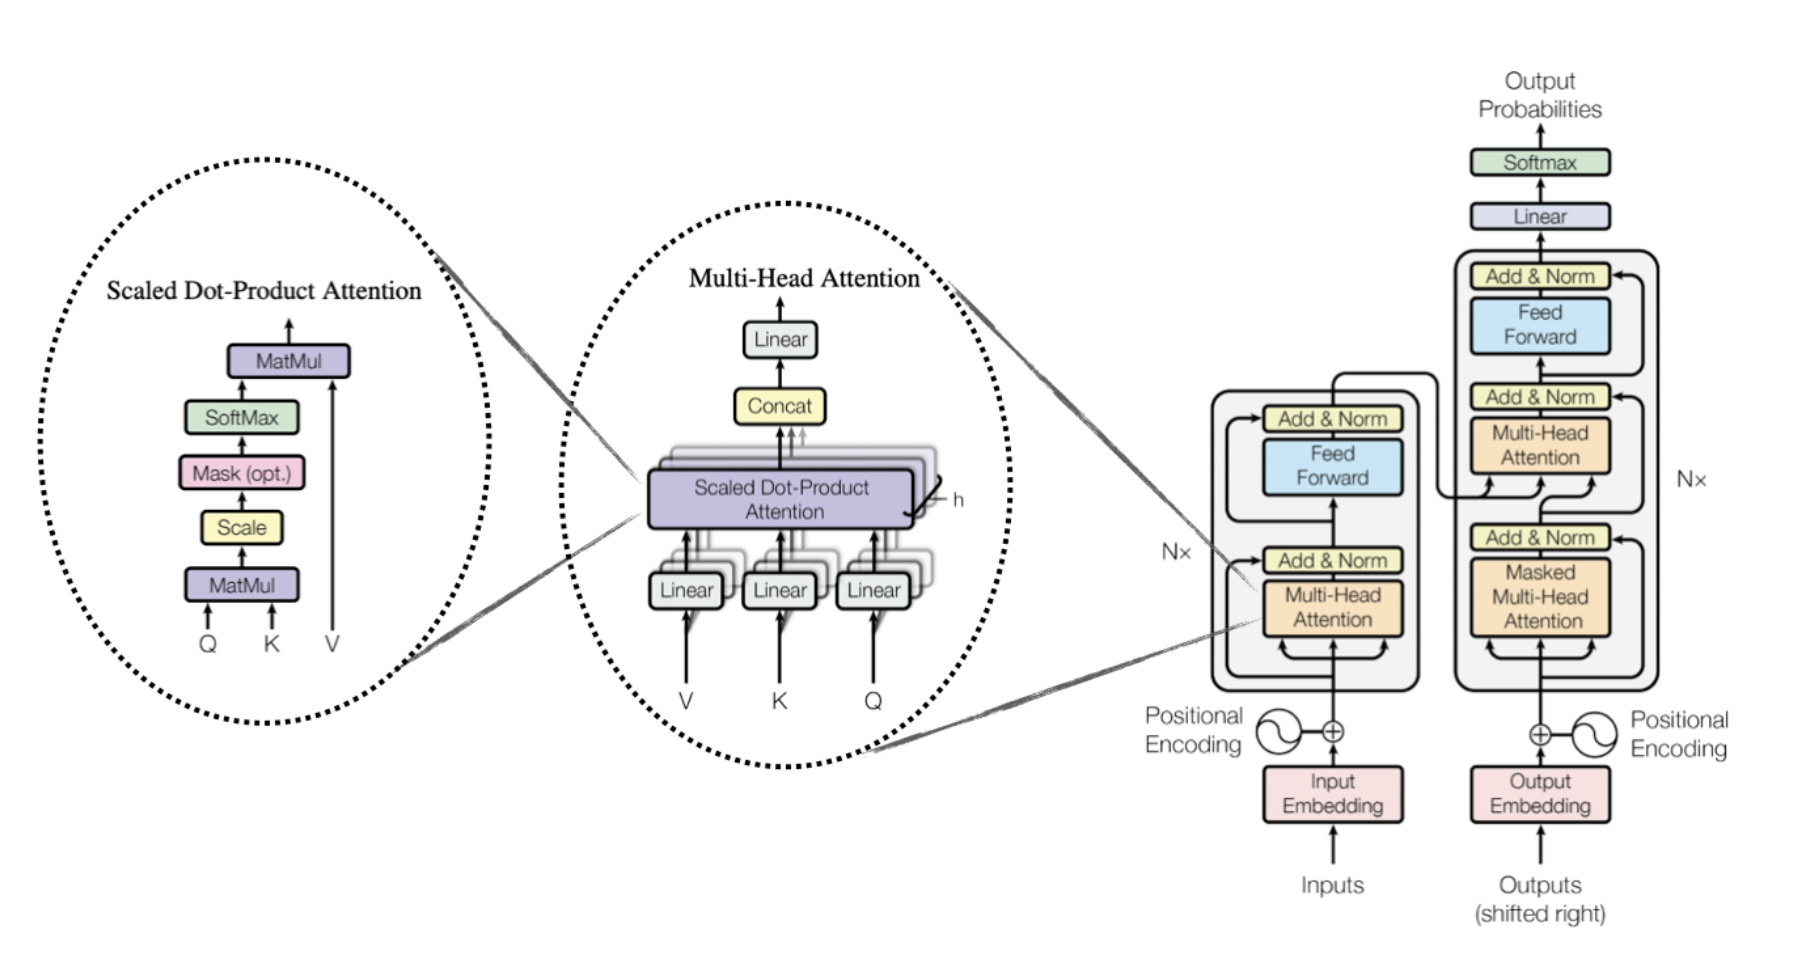 Scaled Dot-Product Attention
MatMul
SoftMax
Mask (opt.)
Scale
MatMul
Q K V
Multi-Head Attention
Linear
Concat
Scaled Dot-Product
Attention
h
Linear Linear Linear
V K Q
Add & Norm
Feed
Forward
Nx
Add & Norm
Multi-Head
Attention
Positional
Encoding
Input
Embedding
Inputs
Output
Probabilities
Softmax
Linear
Add & Norm
Feed
Forward
Add & Norm
Multi-Head
Attention
Nx
Add & Norm
Masked
Multi-Head
Attention
Positional
Encoding
Output
Embedding
Outputs
(shifted right)